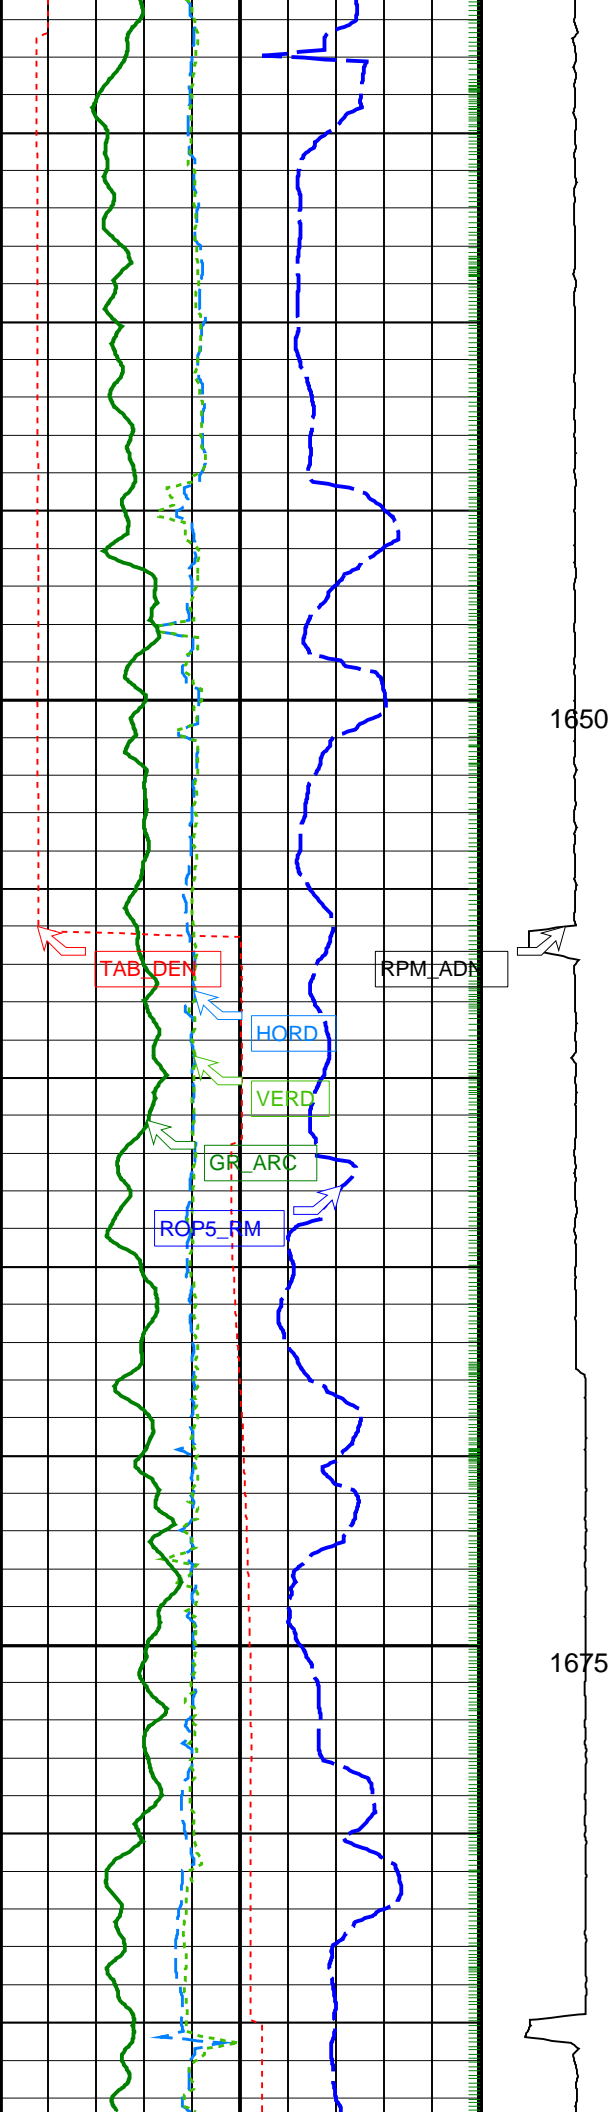 1650
TAB_DEN
RPM_ADN
HORD
VERD
GR_ARC
ROP5_RM
1675